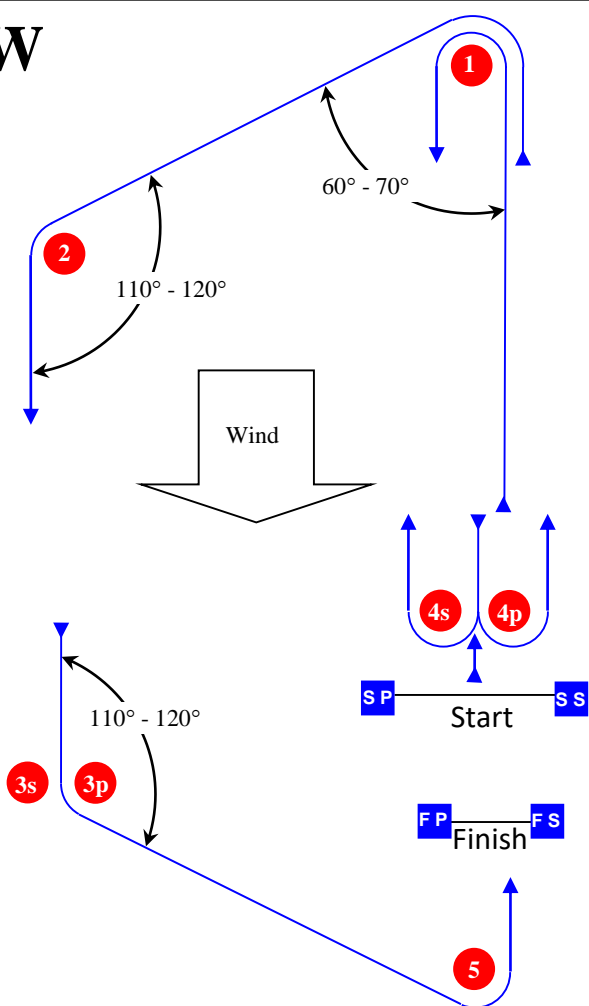 W
1
60° - 70°
2
110° - 120°
Wind
4s 4p
S P S S
Start
110° - 120°
3s 3p
F P F S
Finish
5